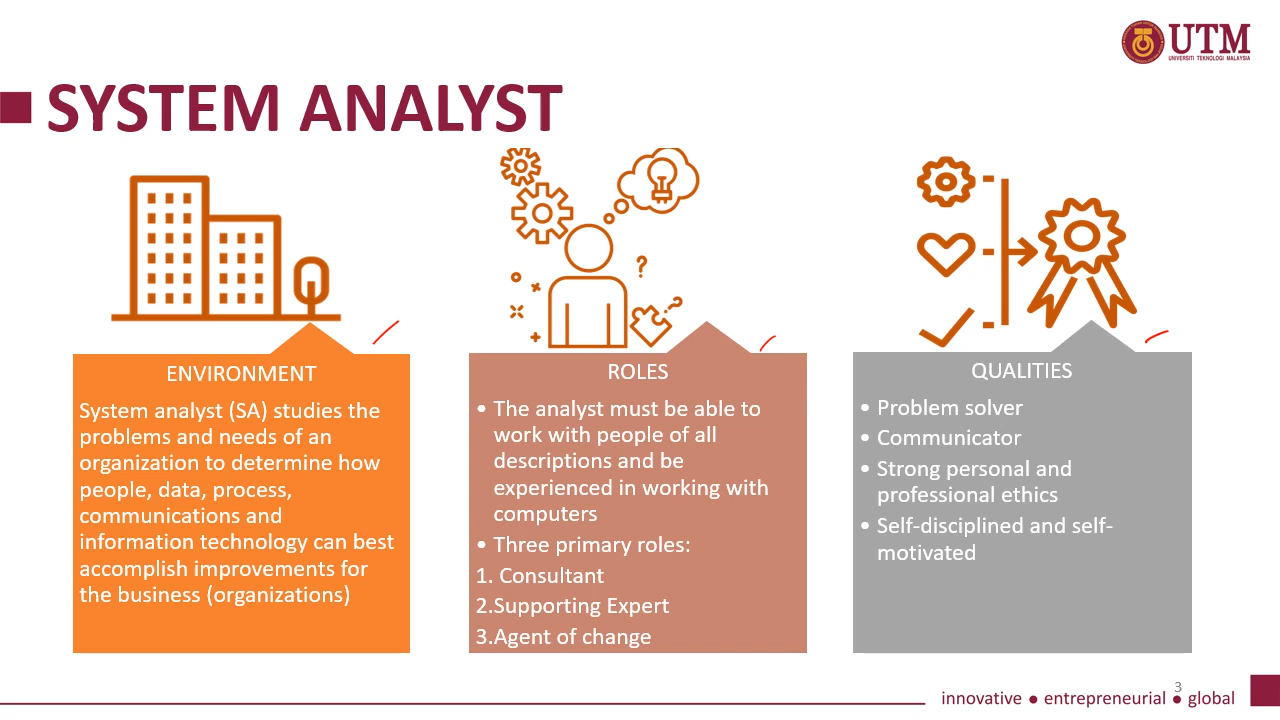 UTM
UNIVERSITI TEKNOLOGI MALAYSIA
SYSTEM ANALYST
ENVIRONMENT
System analyst (SA) studies the
problems and needs of an
organization to determine how
people, data, process,
communications and
information technology can best
accomplish improvements for
the business (organizations)
ROLES
• The analyst must be able to
work with people of all
descriptions and be
experienced in working with
computers
• Three primary roles:
1. Consultant
2.Supporting Expert
3.Agent of change
QUALITIES
• Problem solver
• Communicator
• Strong personal and
professional ethics
• Self-disciplined and self-
motivated
3
innovative ● entrepreneurial ● global